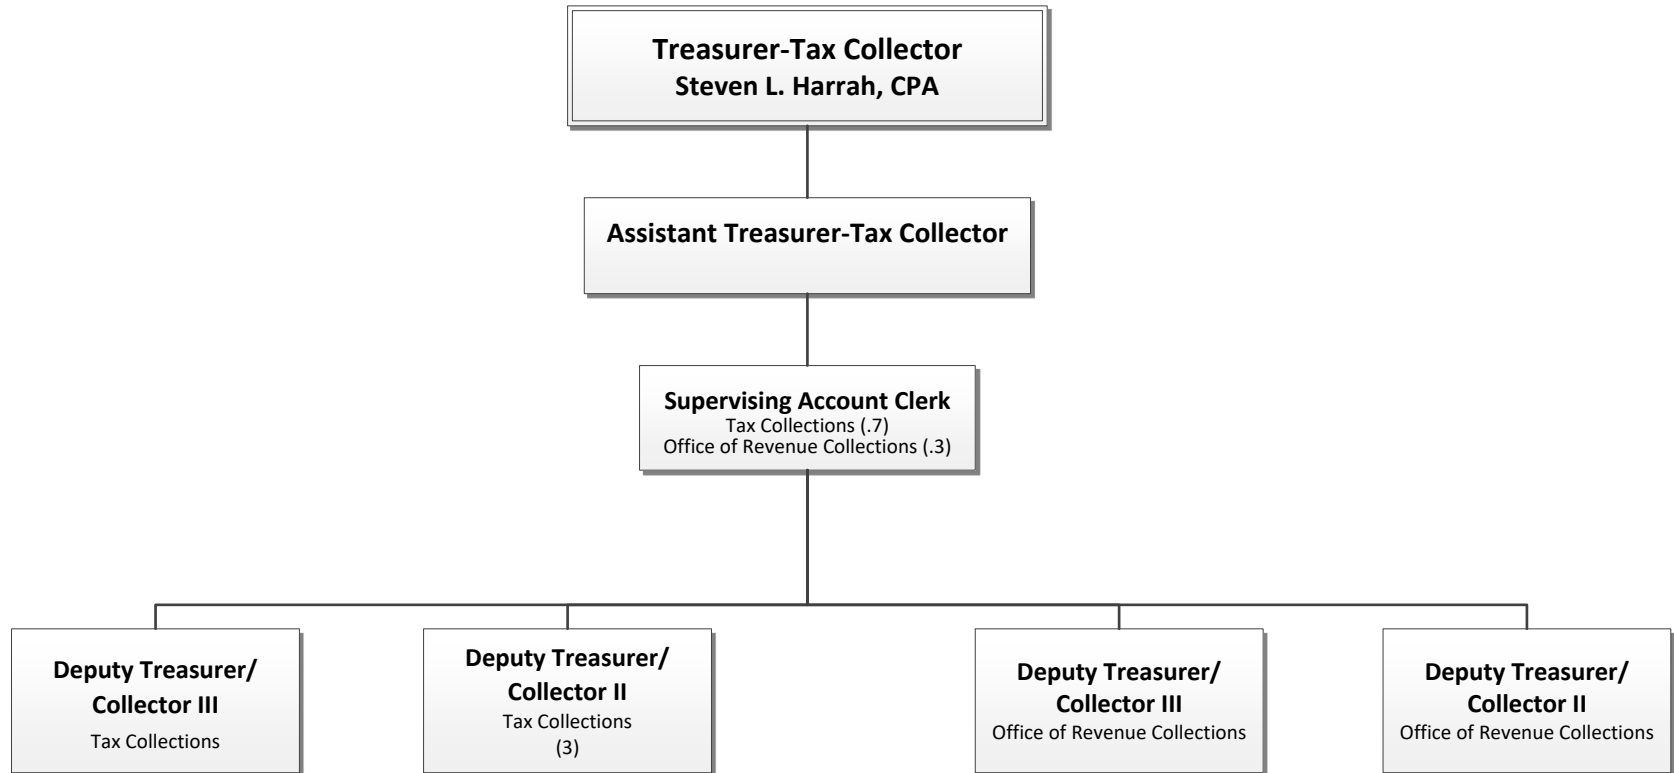 Treasurer-Tax Collector
Steven L. Harrah, CPA
Assistant Treasurer-Tax Collector
Supervising Account Clerk
Tax Collections (.7)
Office of Revenue Collections (.3)
Deputy Treasurer/
Collector III
Tax Collections
Deputy Treasurer/
Collector II
Tax Collections
(3)
Deputy Treasurer/
Collector III
Office of Revenue Collections
Deputy Treasurer/
Collector II
Office of Revenue Collections